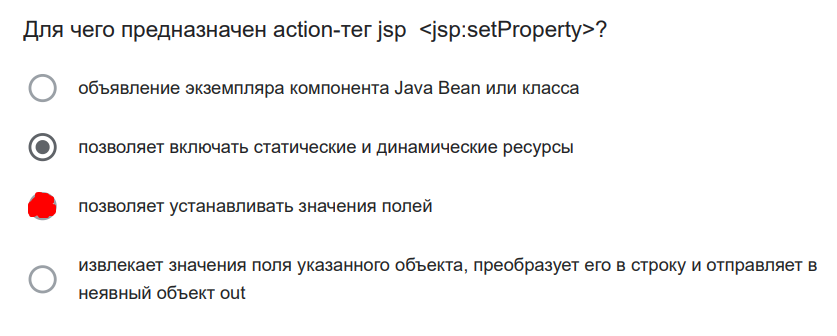 Для чего предназначен action-тег jsp  <jsp:setProperty>?
объявление экземпляра компонента Java Bean или класса
позволяет включать статические и динамические ресурсы
позволяет устанавливать значения полей
извлекает значения поля указанного объекта, преобразует его в строку и отправляет в
неявный объект out